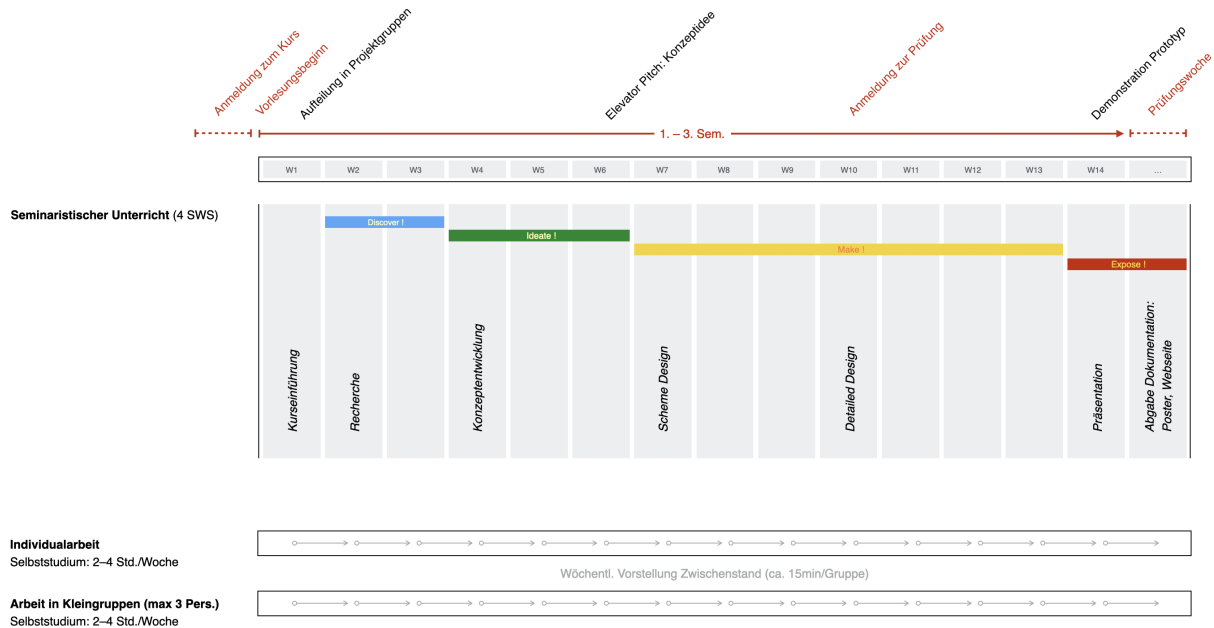 Anmeldung zum Kurs
Vorlesungsbeginn
Aufteilung in Projektgruppen
Elevator Pitch: Konzeptidee
Anmeldung zur Prüfung
Demonstration Prototyp
Prüfungswoche
1. – 3. Sem.
W1 W2 W3 W4 W5 W6 W7 W8 W9 W10 W11 W12 W13 W14 ...
Seminaristischer Unterricht (4 SWS)
Discover !
Ideate !
Make !
Expose !
Kurseinführung
Recherche
Konzeptentwicklung
Scheme Design
Detailed Design
Präsentation
Abgabe Dokumentation:
Poster, Webseite
Individualarbeit
Selbststudium: 2–4 Std./Woche
Wöchentl. Vorstellung Zwischenstand (ca. 15min/Gruppe)
Arbeit in Kleingruppen (max 3 Pers.)
Selbststudium: 2–4 Std./Woche